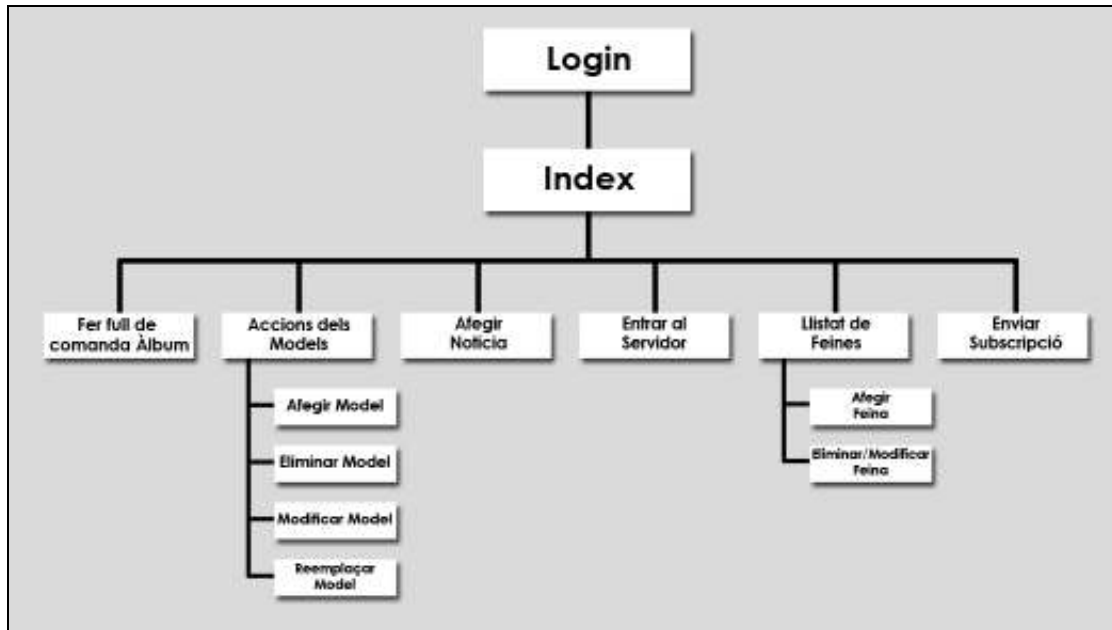 Login
Index
Fer full de
comanda Àlbum
Accions dels
Models
Afegir
Noticia
Entrar al
Servidor
Llistat de
Feines
Enviar
Subscripció
Afegir Model
Eliminar Model
Modificar Model
Reemplaçar
Model
Afegir
Feina
Eliminar/Modificar
Feina